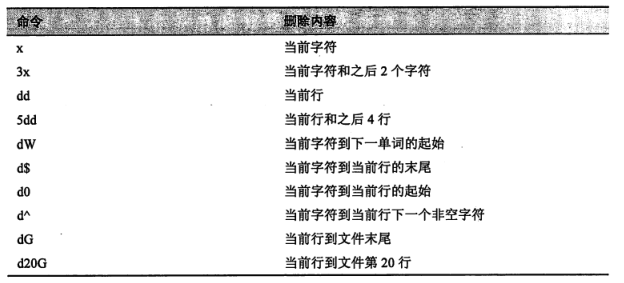 命令 删除内容
x 当前字符
3x 当前字符和之后 2 个字符
dd 当前行
5dd 当前行和之后 4 行
dW 当前字符到下一单词的起始
d$ 当前字符到当前行的末尾
d0 当前字符到当前行的起始
d^ 当前字符到当前行下一个非空字符
dG 当前行到文件末尾
d20G 当前行到文件第 20 行